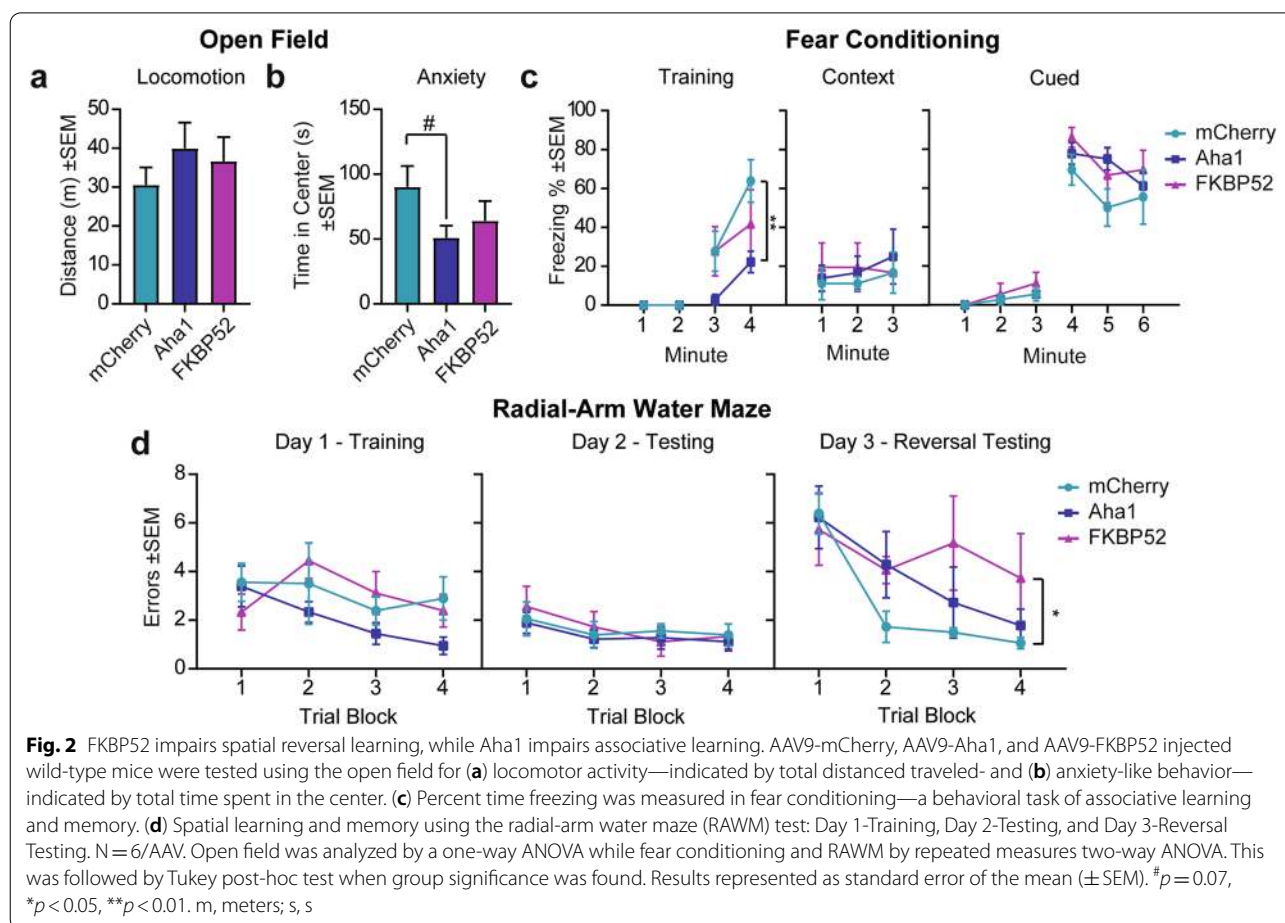 Open Field
Fear Conditioning
a
Locomotion
Distance (m) ±SEM
50
40
30
20
10
0
mCherry
Aha1
FKBP52
b
Anxiety
Time in Center (s)
±SEM
150
100
50
0
#
mCherry
Aha1
FKBP52
c
Training
Context
Cued
Freezing % ±SEM
100
80
60
40
20
0
**
1 2 3 4
Minute
1 2 3
Minute
1 2 3 4 5 6
Minute
mCherry
Aha1
FKBP52
Radial-Arm Water Maze
d
Day 1 - Training
Day 2 - Testing
Day 3 - Reversal Testing
Errors ±SEM
8
6
4
2
0
1 2 3 4
Trial Block
1 2 3 4
Trial Block
1 2 3 4
Trial Block
*
mCherry
Aha1
FKBP52
Fig. 2 FKBP52 impairs spatial reversal learning, while Aha1 impairs associative learning. AAV9-mCherry, AAV9-Aha1, and AAV9-FKBP52 injected
wild-type mice were tested using the open field for (a) locomotor activity—indicated by total distanced traveled- and (b) anxiety-like behavior—
indicated by total time spent in the center. (c) Percent time freezing was measured in fear conditioning—a behavioral task of associative learning
and memory. (d) Spatial learning and memory using the radial-arm water maze (RAWM) test: Day 1-Training, Day 2-Testing, and Day 3-Reversal
Testing. N = 6/AAV. Open field was analyzed by a one-way ANOVA while fear conditioning and RAWM by repeated measures two-way ANOVA. This
was followed by Tukey post-hoc test when group significance was found. Results represented as standard error of the mean (± SEM). #p = 0.07,
*p < 0.05, **p < 0.01. m, meters; s, s